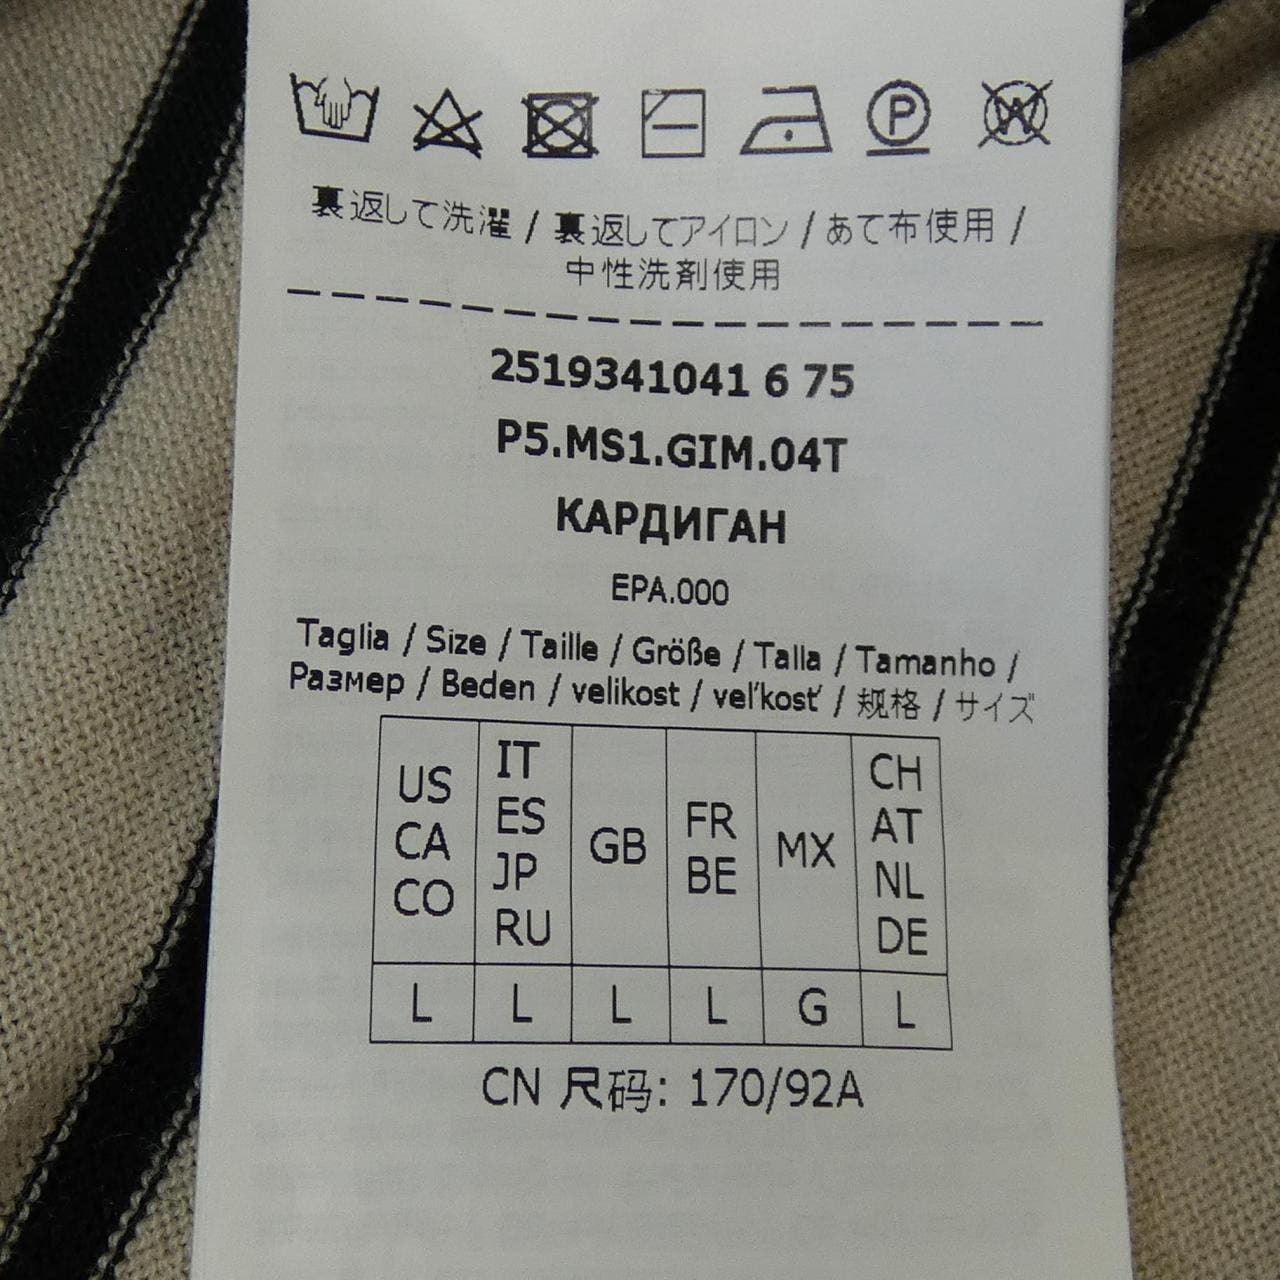 裏返して洗濯 / 裏返してアイロン / あて布使用 /
中性洗剤使用
2519341041 6 75
P5.MS1.GIM.04T
КАРДИГАН
EPA.000
Taglia / Size / Taille / Größe / Talla / Tamanho /
Размер / Beden / velikost / veľkosť / 规格 / サイズ
US CA CO | IT ES JP RU | GB | FR BE | MX | CH AT NL DE
L | L | L | L | G | L
CN 尺码: 170/92A